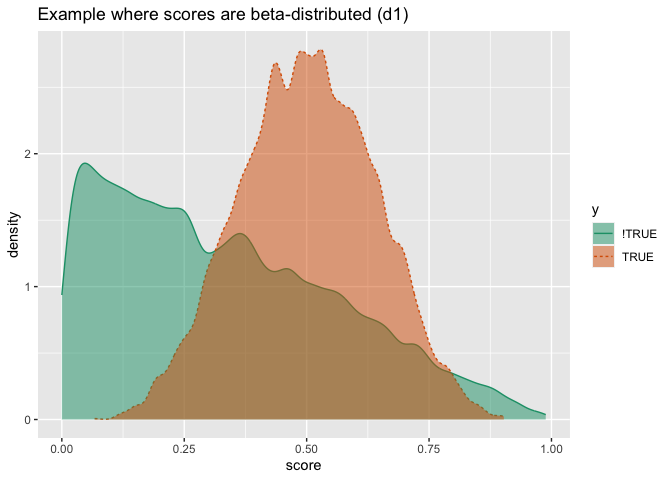 Example where scores are beta-distributed (d1)
density
2
1
0
0.00 0.25 0.50 0.75 1.00
score
y
!TRUE
TRUE